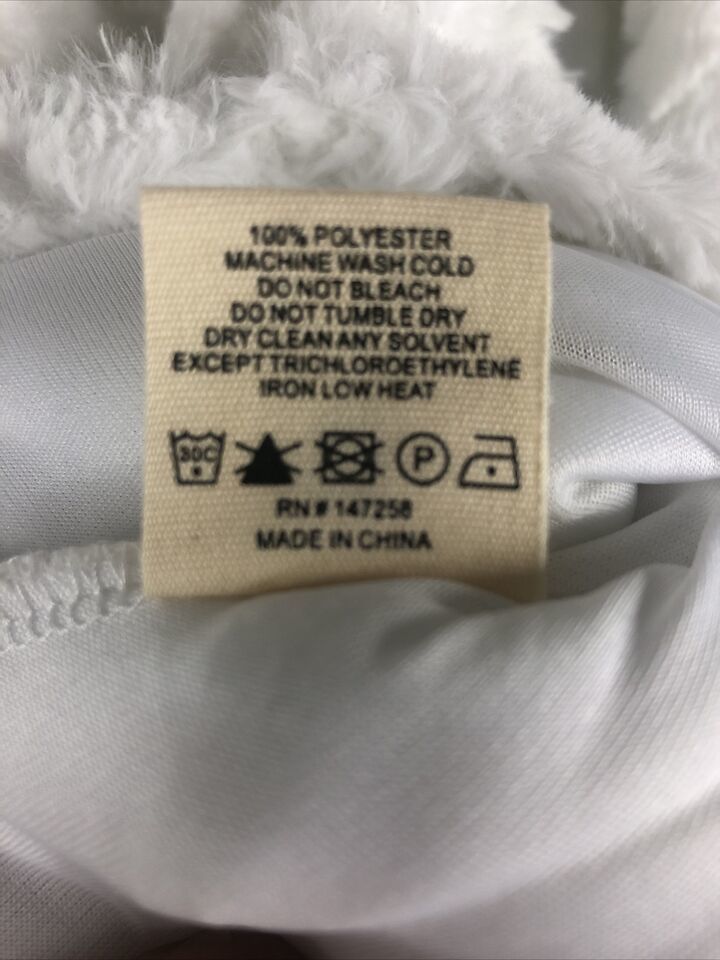 100% POLYESTER
MACHINE WASH COLD
DO NOT BLEACH
DO NOT TUMBLE DRY
DRY CLEAN ANY SOLVENT
EXCEPT TRICHLOROETHYLENE
IRON LOW HEAT
30C P
RN # 147258
MADE IN CHINA